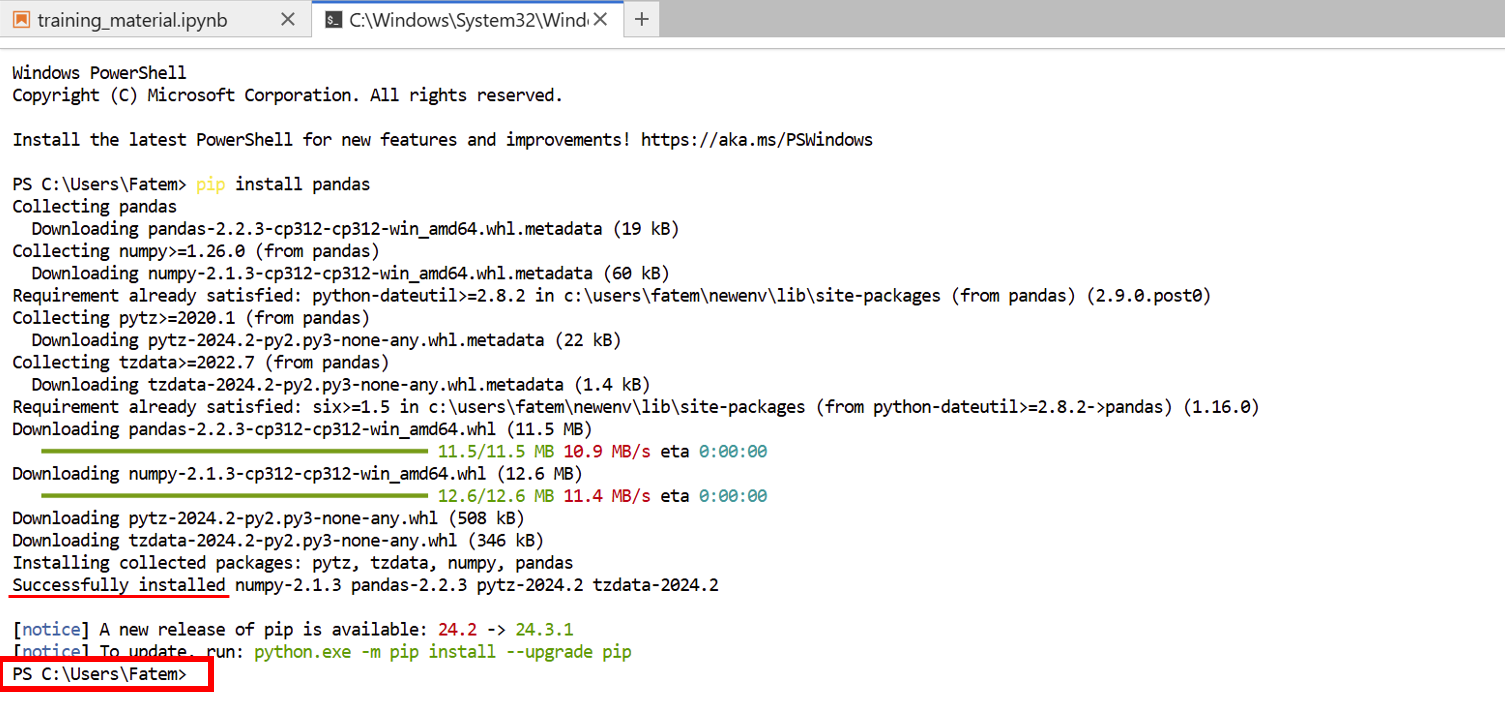 training_material.ipynb
C:\Windows\System32\Wind
Windows PowerShell
Copyright (C) Microsoft Corporation. All rights reserved.
Install the latest PowerShell for new features and improvements! https://aka.ms/PSWindows
PS C:\Users\Fatem> pip install pandas
Collecting pandas
Downloading pandas-2.2.3-cp312-cp312-win_amd64.whl.metadata (19 kB)
Collecting numpy>=1.26.0 (from pandas)
Downloading numpy-2.1.3-cp312-cp312-win_amd64.whl.metadata (60 kB)
Requirement already satisfied: python-dateutil>=2.8.2 in c:\users\fatem\newenv\lib\site-packages (from pandas) (2.9.0.post0)
Collecting pytz>=2020.1 (from pandas)
Downloading pytz-2024.2-py2.py3-none-any.whl.metadata (22 kB)
Collecting tzdata>=2022.7 (from pandas)
Downloading tzdata-2024.2-py2.py3-none-any.whl.metadata (1.4 kB)
Requirement already satisfied: six>=1.5 in c:\users\fatem\newenv\lib\site-packages (from python-dateutil>=2.8.2->pandas) (1.16.0)
Downloading pandas-2.2.3-cp312-cp312-win_amd64.whl (11.5 MB)
11.5/11.5 MB 10.9 MB/s eta 0:00:00
Downloading numpy-2.1.3-cp312-cp312-win_amd64.whl (12.6 MB)
12.6/12.6 MB 11.4 MB/s eta 0:00:00
Downloading pytz-2024.2-py2.py3-none-any.whl (508 kB)
Downloading tzdata-2024.2-py2.py3-none-any.whl (346 kB)
Installing collected packages: pytz, tzdata, numpy, pandas
Successfully installed numpy-2.1.3 pandas-2.2.3 pytz-2024.2 tzdata-2024.2
[notice] A new release of pip is available: 24.2 -> 24.3.1
[notice] To update, run: python.exe -m pip install --upgrade pip
PS C:\Users\Fatem>